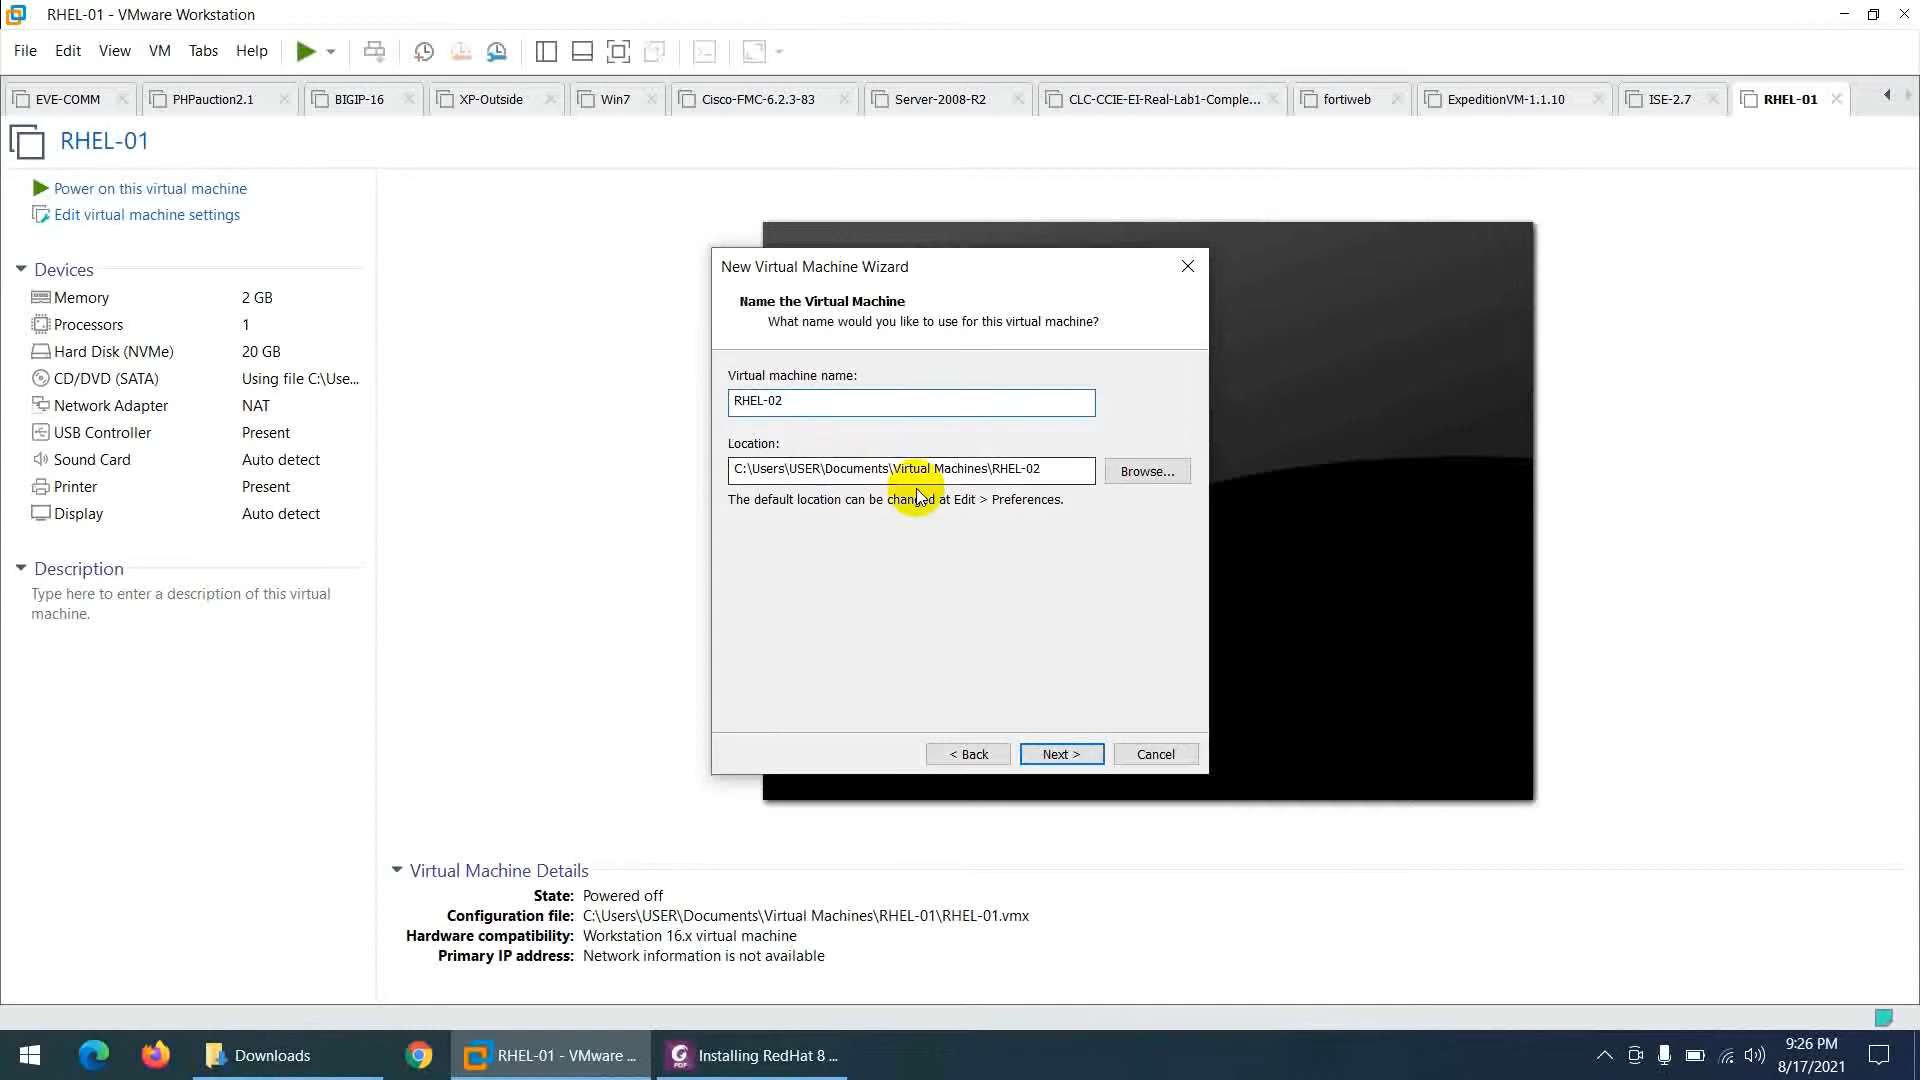 RHEL-01 - VMware Workstation
File Edit View VM Tabs Help
EVE-COMM PHPauction2.1 BIGIP-16 XP-Outside Win7 Cisco-FMC-6.2.3-83 Server-2008-R2 CLC-CCIE-EI-Real-Lab1-Comple... fortiweb ExpeditionVM-1.1.10 ISE-2.7 RHEL-01
RHEL-01
Power on this virtual machine
Edit virtual machine settings
Devices
Memory 2 GB
Processors 1
Hard Disk (NVMe) 20 GB
CD/DVD (SATA) Using file C:\Use...
Network Adapter NAT
USB Controller Present
Sound Card Auto detect
Printer Present
Display Auto detect
Description
Type here to enter a description of this virtual
machine.
New Virtual Machine Wizard
Name the Virtual Machine
What name would you like to use for this virtual machine?
Virtual machine name:
RHEL-02
Location:
C:\Users\USER\Documents\Virtual Machines\RHEL-02
Browse...
The default location can be changed at Edit > Preferences.
< Back Next > Cancel
Virtual Machine Details
State: Powered off
Configuration file: C:\Users\USER\Documents\Virtual Machines\RHEL-01\RHEL-01.vmx
Hardware compatibility: Workstation 16.x virtual machine
Primary IP address: Network information is not available
Downloads
RHEL-01 - VMware ...
PDF
Installing RedHat 8 ...
9:26 PM
8/17/2021